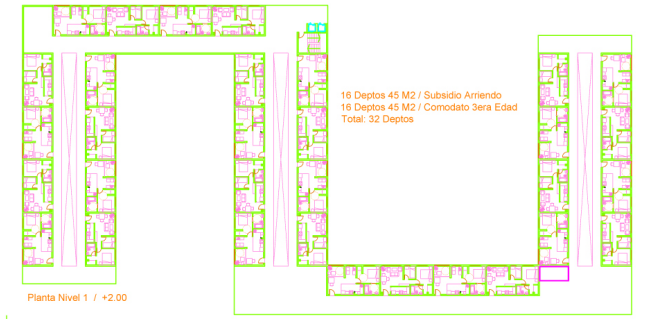 16 Deptos 45 M2 / Subsidio Arriendo
16 Deptos 45 M2 / Comodato 3era Edad
Total: 32 Deptos
Planta Nivel 1 / +2.00